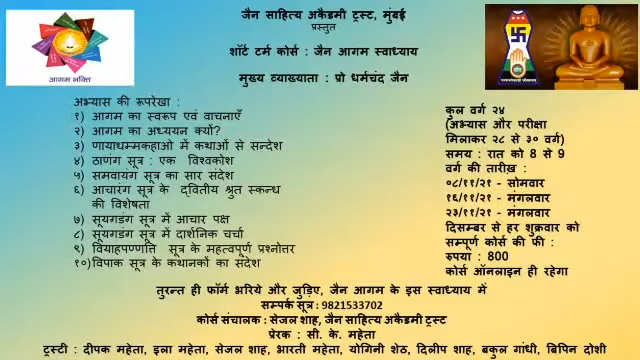 जैन साहित्य अकैडमी ट्रस्ट, मुंबई
प्रस्तुत
शॉर्ट टर्म कोर्स : जैन आगम स्वाध्याय
मुख्य व्याख्याता : प्रो धर्मचंद जैन
आगम भक्ति
अभ्यास की रूपरेखा :
१) आगम का स्वरूप एवं वाचनाएँ
२) आगम का अध्ययन क्यों?
३) णायाधम्मकहाओ में कथाओं से सन्देश
४) ठाणंग सूत्र : एक विश्वकोश
५) समवायंग सूत्र का सार संदेश
६) आचारंग सूत्र के द्वितीय श्रुत स्कन्ध
की विशेषता
७) सूयगडंग सूत्र में आचार पक्ष
८) सूयगडंग सूत्र में दार्शनिक चर्चा
९) वियाहपण्णत्ति सूत्र के महत्वपूर्ण प्रश्नोत्तर
१०)विपाक सूत्र के कथानकों का संदेश
कुल वर्ग २४
(अभ्यास और परीक्षा
मिलाकर २८ से ३० वर्ग)
समय : रात को 8 से 9
वर्ग की तारीख़ :
०८/११/२१ - सोमवार
१६/११/२१ - मंगलवार
२३/११/२१ - मंगलवार
दिसम्बर से हर शुक्रवार को
सम्पूर्ण कोर्स की फी :
रुपया : 800
कोर्स ऑनलाइन ही रहेगा
तुरन्त ही फॉर्म भरिये और जुड़िए, जैन आगम के इस स्वाध्याय में
सम्पर्क सूत्र : 9821533702
कोर्स संचालक : सेजल शाह, जैन साहित्य अकैडमी ट्रस्ट
प्रेरक : सी. के. महेता
ट्रस्टी : दीपक महेता, इला महेता, सेजल शाह, भारती महेता, योगिनी शेठ, दिलीप शाह, बकुल गांधी, बिपिन दोशी